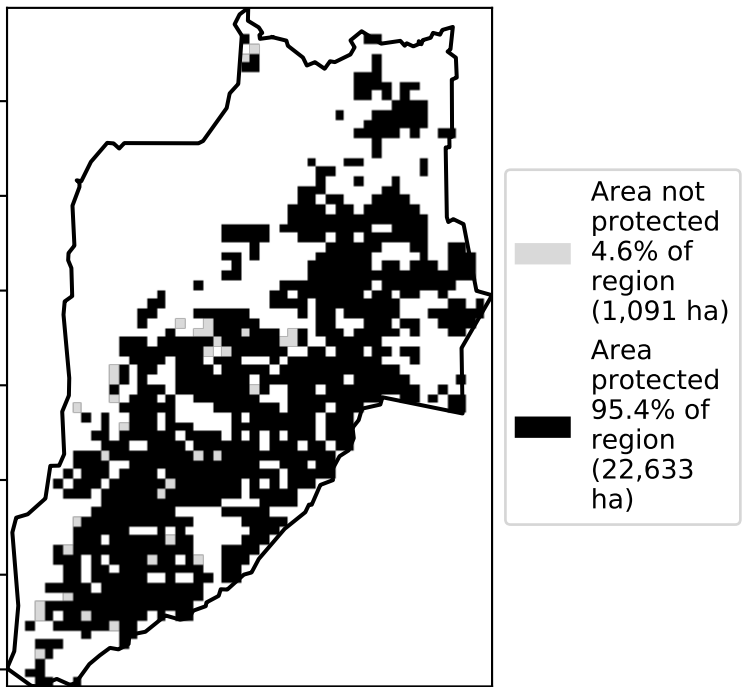 Area not
protected
4.6% of
region
(1,091 ha)
Area
protected
95.4% of
region
(22,633
ha)